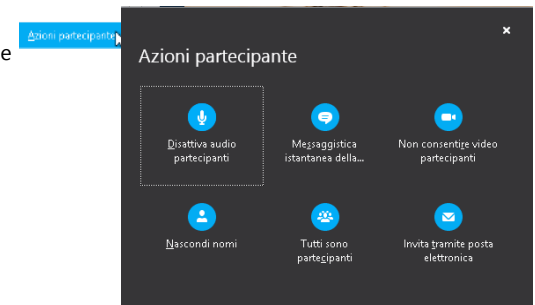 Azioni partecipante
e
Azioni partecipante
Disattiva audio
partecipanti
Messaggistica
istantanea della...
Non consentire video
partecipanti
Nascondi nomi
Tutti sono
partecipanti
Invita tramite posta
elettronica